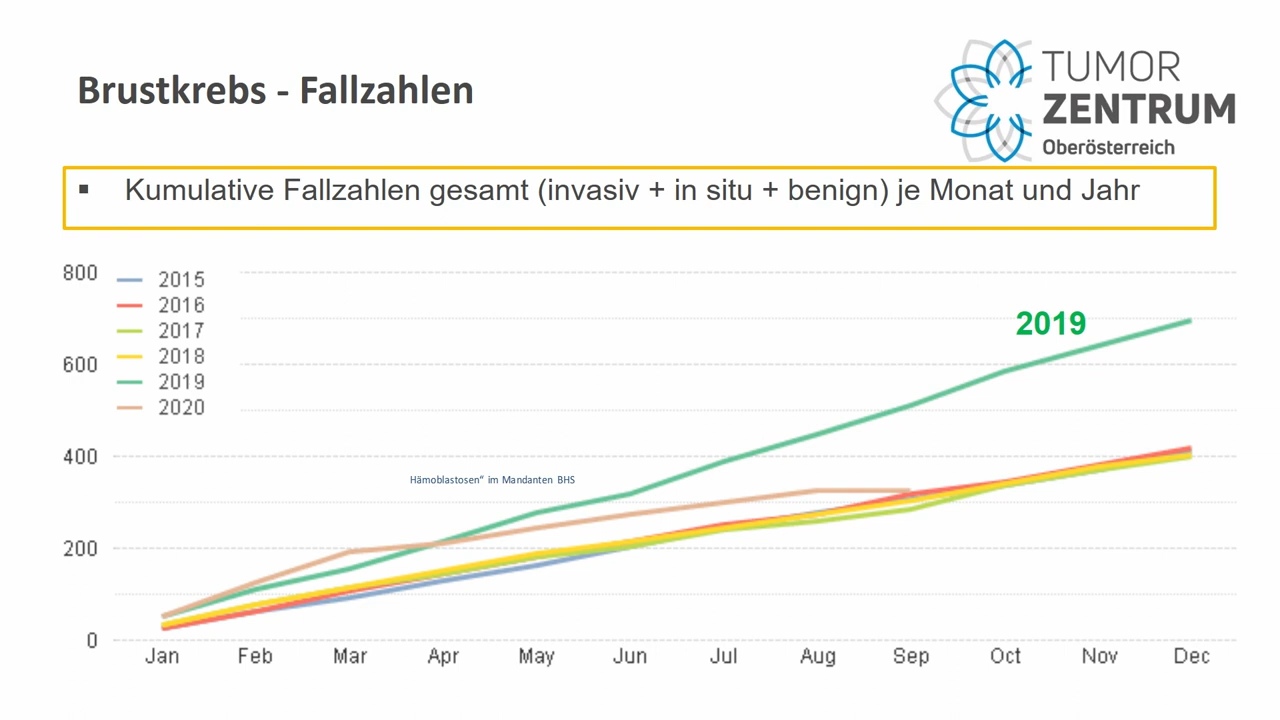 Brustkrebs - Fallzahlen
TUMOR
ZENTRUM
Oberösterreich
▪ Kumulative Fallzahlen gesamt (invasiv + in situ + benign) je Monat und Jahr
800
600
400
200
0
2015
2016
2017
2018
2019
2020
2019
Hämoblastosen“ im Mandanten BHS
Jan Feb Mar Apr May Jun Jul Aug Sep Oct Nov Dec